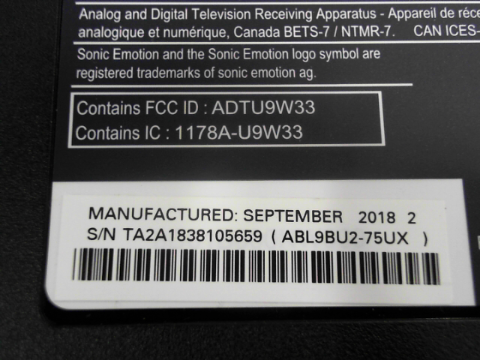 Analog and Digital Television Receiving Apparatus - Appareil de réce
analogique et numérique, Canada BETS-7 / NTMR-7. CAN ICES-
Sonic Emotion and the Sonic Emotion logo symbol are
registered trademarks of sonic emotion ag.
Contains FCC ID : ADTU9W33
Contains IC : 1178A-U9W33
MANUFACTURED: SEPTEMBER 2018 2
S/N TA2A1838105659 ( ABL9BU2-75UX )